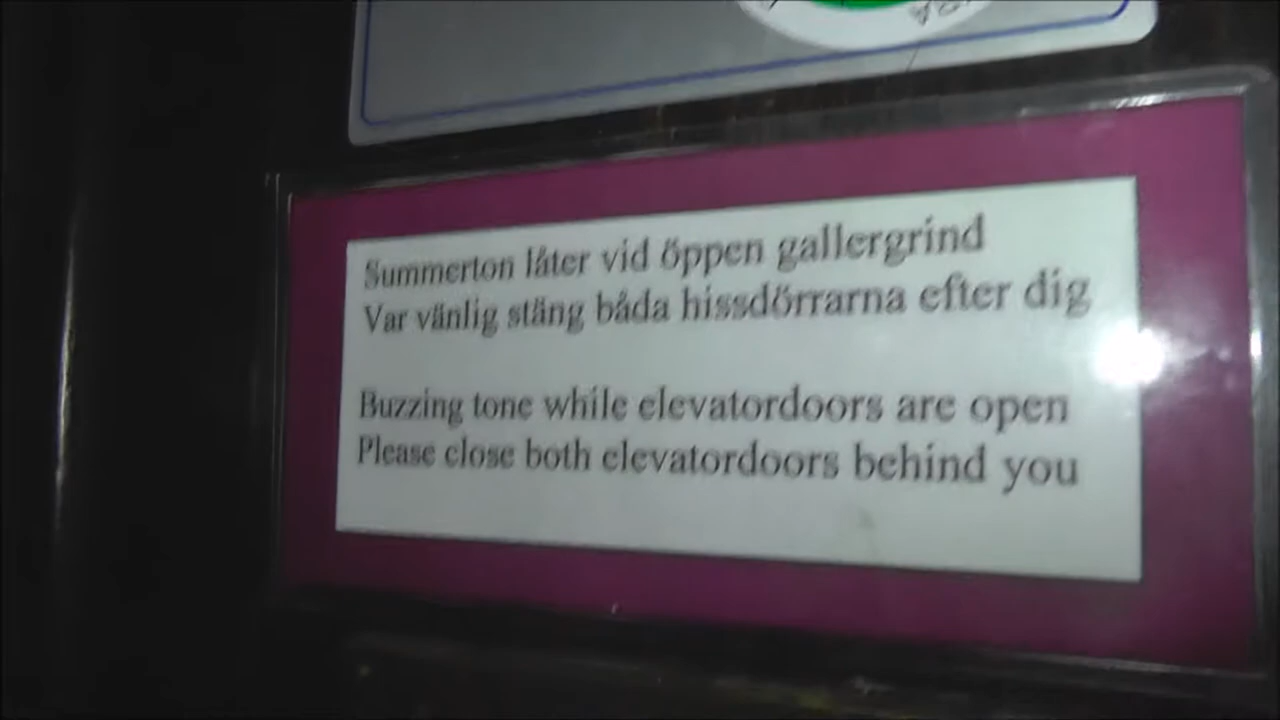 Summerton låter vid öppen gallergrind
Var vänlig stäng båda hissdörrarna efter dig
Buzzing tone while elevatordoors are open
Please close both elevatordoors behind you